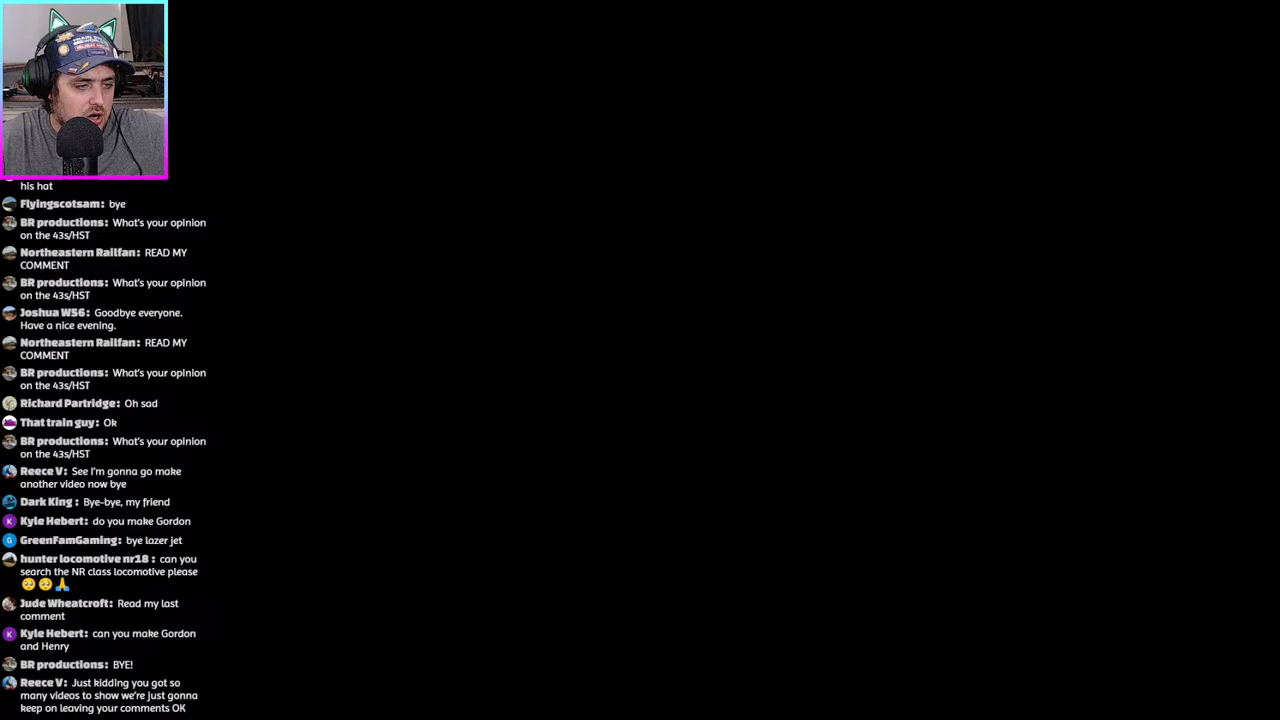 his hat
Flyingscotsam: bye
BR productions: What's your opinion
on the 43s/HST
Northeastern Railfan: READ MY
COMMENT
BR productions: What's your opinion
on the 43s/HST
Joshua W56: Goodbye everyone.
Have a nice evening.
Northeastern Railfan: READ MY
COMMENT
BR productions: What's your opinion
on the 43s/HST
Richard Partridge: Oh sad
That train guy: Ok
BR productions: What's your opinion
on the 43s/HST
Reece V: See I'm gonna go make
another video now bye
Dark King : Bye-bye, my friend
K Kyle Hebert: do you make Gordon
G GreenFamGaming: bye lazer jet
hunter locomotive nr18 : can you
search the NR class locomotive please
🥺🥺🙏
Jude Wheatcroft: Read my last
comment
K Kyle Hebert: can you make Gordon
and Henry
BR productions: BYE!
Reece V: Just kidding you got so
many videos to show we're just gonna
keep on leaving your comments OK